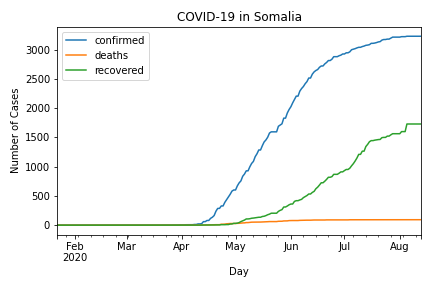 COVID-19 in Somalia
confirmed
deaths
recovered
Number of Cases
3000
2500
2000
1500
1000
500
0
Feb Mar Apr May Jun Jul Aug
2020
Day